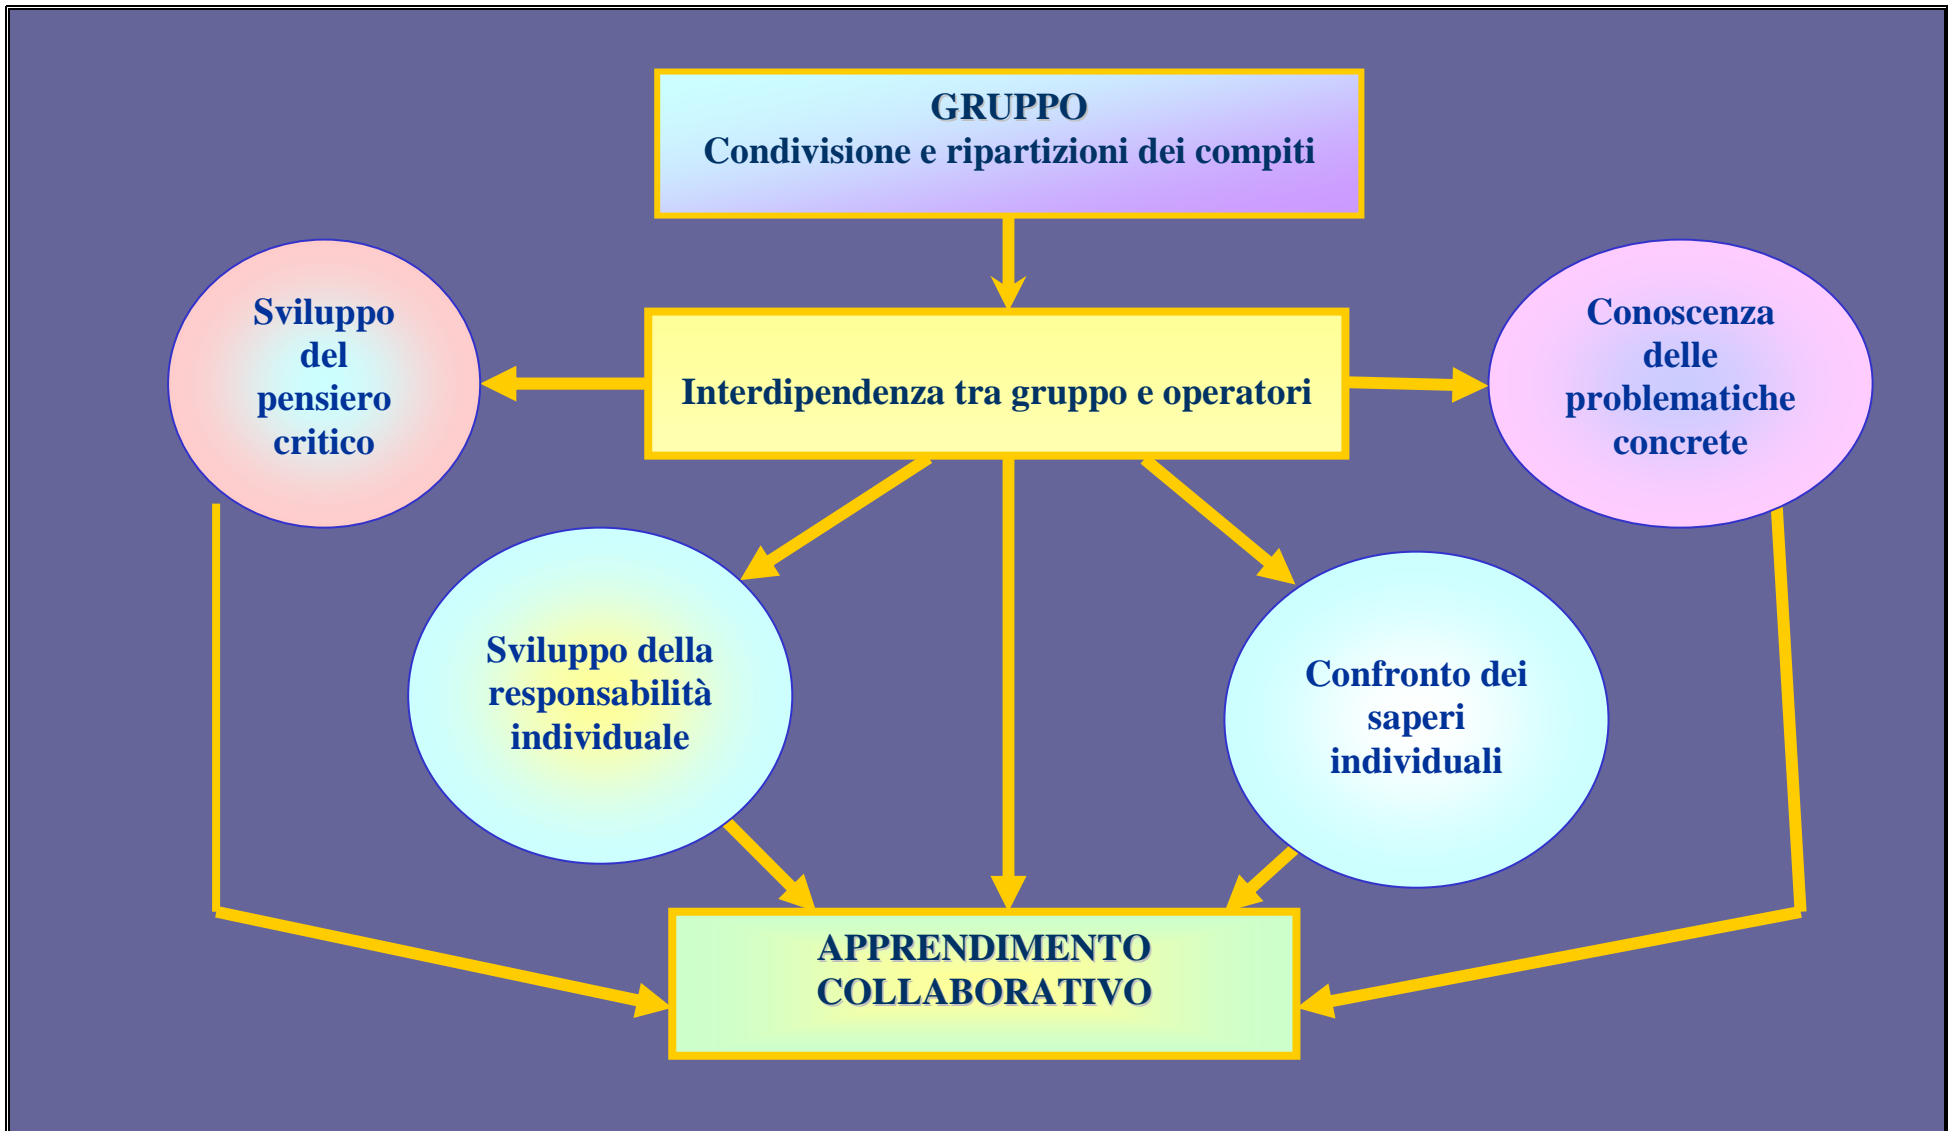 GRUPPO
Condivisione e ripartizioni dei compiti
Sviluppo
del
pensiero
critico
Interdipendenza tra gruppo e operatori
Conoscenza
delle
problematiche
concrete
Sviluppo della
responsabilità
individuale
Confronto dei
saperi
individuali
APPRENDIMENTO
COLLABORATIVO